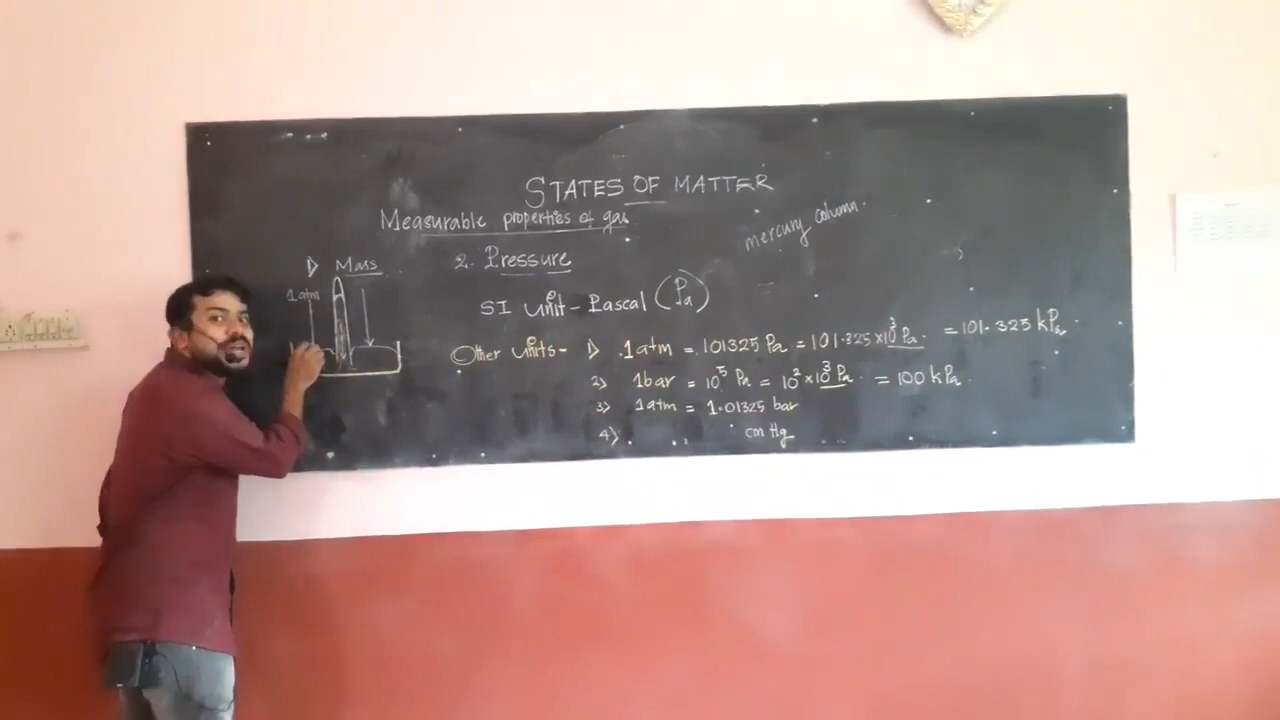 STATES OF MATTER
Measurable properties of gas
mercury column.
1) Mass
2. Pressure
1 atm
SI Unit - Pascal (Pa)
Other Units - 1) 1 atm = 101325 Pa = 101.325 × 10³ Pa = 101.325 kPa
2) 1 bar = 10⁵ Pa = 10² × 10³ Pa = 100 kPa
3) 1 atm = 1.01325 bar
4) cm Hg